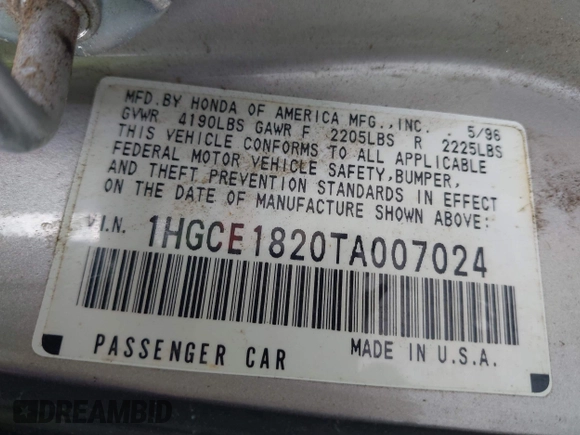 MFD.BY HONDA OF AMERICA MFG.,INC. 5/96
GVWR 4190LBS GAWR F 2205LBS R 2225LBS
THIS VEHICLE CONFORMS TO ALL APPLICABLE
FEDERAL MOTOR VEHICLE SAFETY,BUMPER,
AND THEFT PREVENTION STANDARDS IN EFFECT
ON THE DATE OF MANUFACTURE SHOWN ABOVE:
V.I.N. 1HGCE1820TA007024
PASSENGER CAR MADE IN U.S.A.
DREAMBID